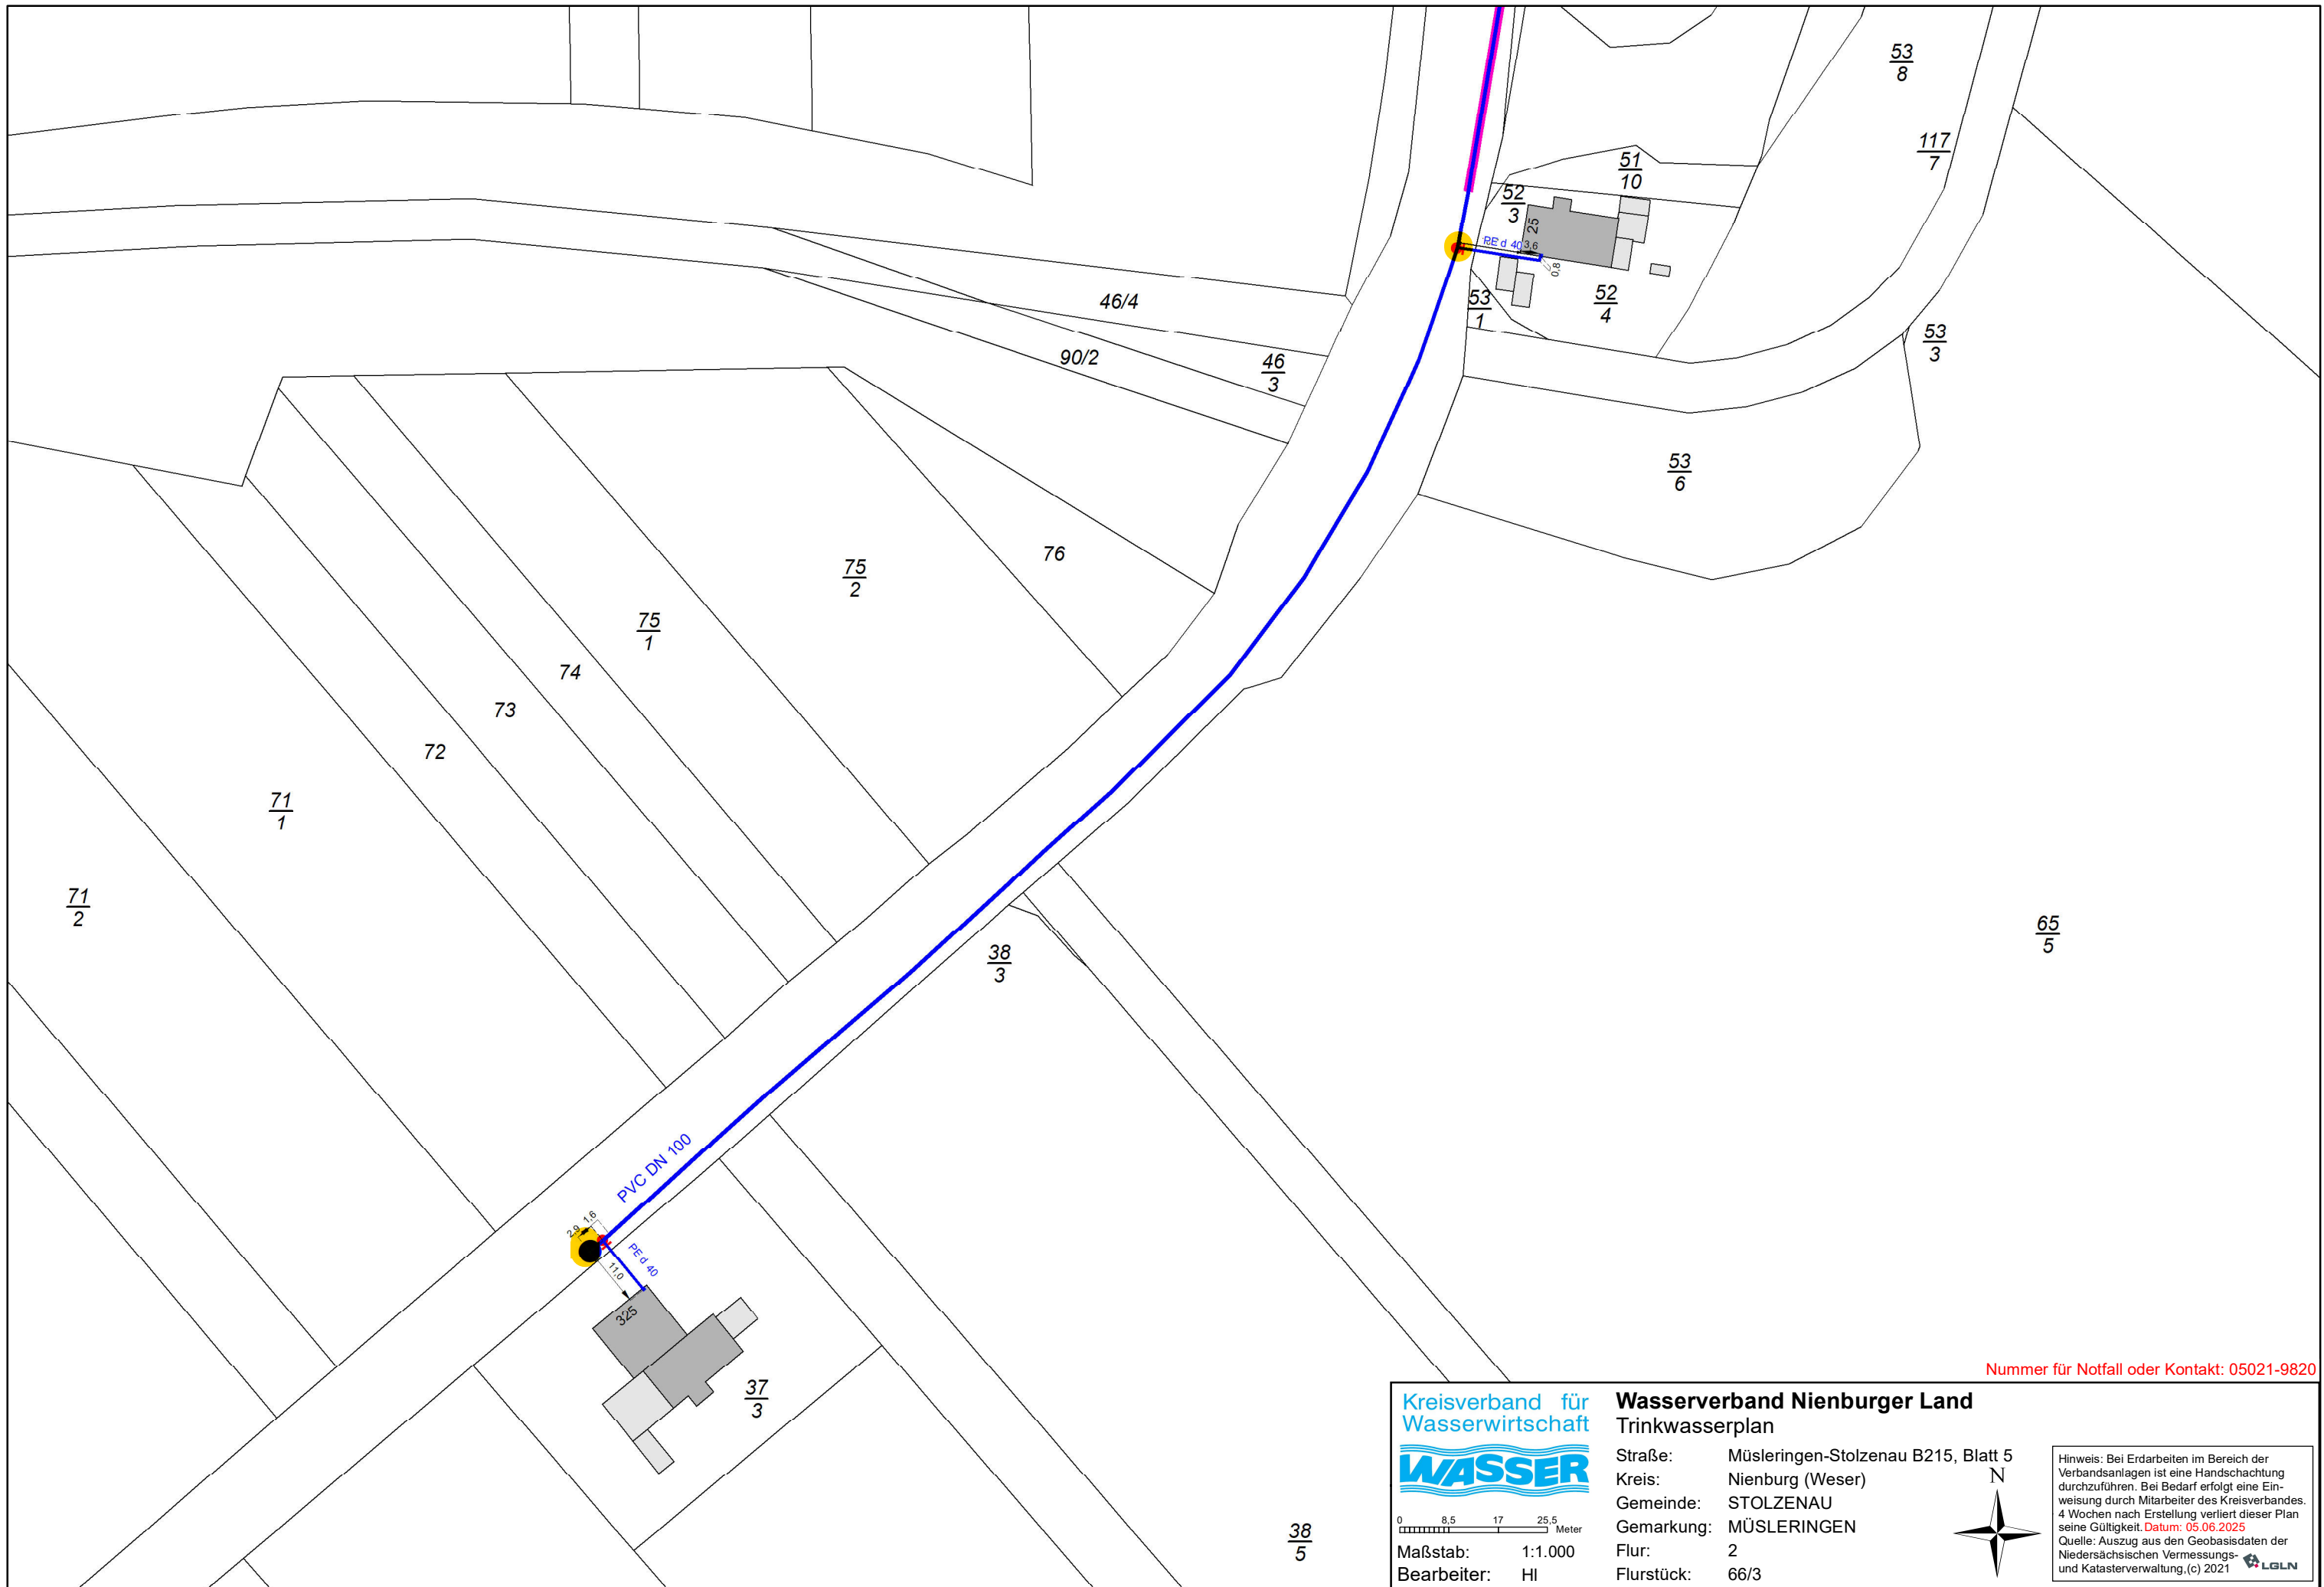 53
8
117
7
51
10
52
3
25
PE d 40
3,6
0,8
52
4
53
1
53
3
46/4
90/2
46
3
53
6
76
75
2
75
1
74
73
72
71
1
71
2
38
3
65
5
PVC DN 100
2,9
1,6
PE d 40
11,0
325
37
3
38
5
Nummer für Notfall oder Kontakt: 05021-9820
Kreisverband für
Wasserwirtschaft
WASSER
0 8,5 17 25,5
Meter
Maßstab: 1:1.000
Bearbeiter: HI
Wasserverband Nienburger Land
Trinkwasserplan
Straße: Müsleringen-Stolzenau B215, Blatt 5
Kreis: Nienburg (Weser)
Gemeinde: STOLZENAU
Gemarkung: MÜSLERINGEN
Flur: 2
Flurstück: 66/3
N
Hinweis: Bei Erdarbeiten im Bereich der
Verbandsanlagen ist eine Handschachtung
durchzuführen. Bei Bedarf erfolgt eine Ein-
weisung durch Mitarbeiter des Kreisverbandes.
4 Wochen nach Erstellung verliert dieser Plan
seine Gültigkeit. Datum: 05.06.2025
Quelle: Auszug aus den Geobasisdaten der
Niedersächsischen Vermessungs-
und Katasterverwaltung,(c) 2021
LGLN